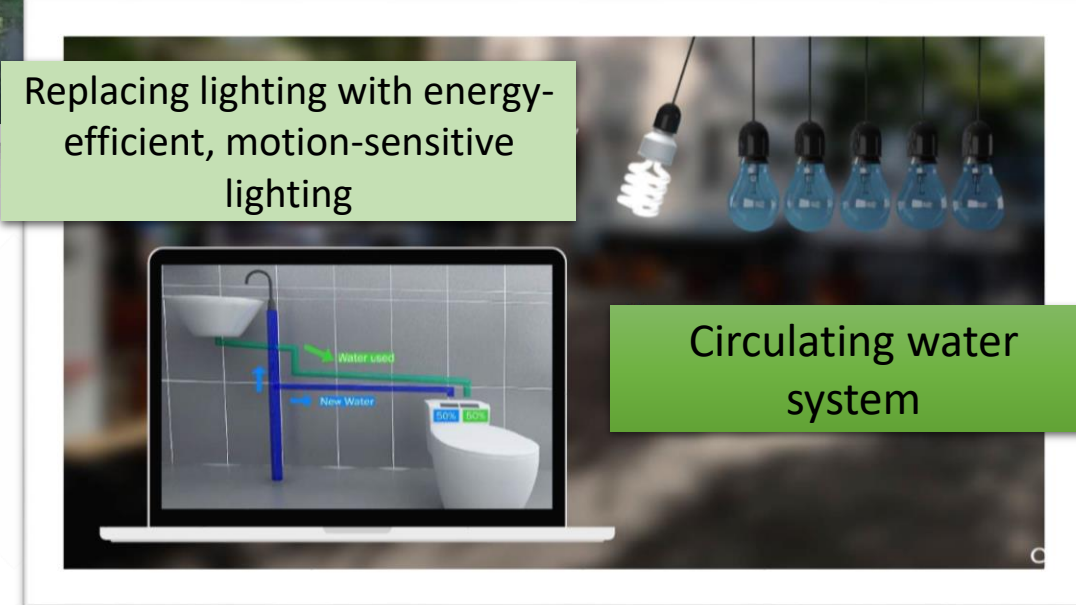 Replacing lighting with energy-
efficient, motion-sensitive
lighting
Water used
New Water
50% 50%
Circulating water
system
C